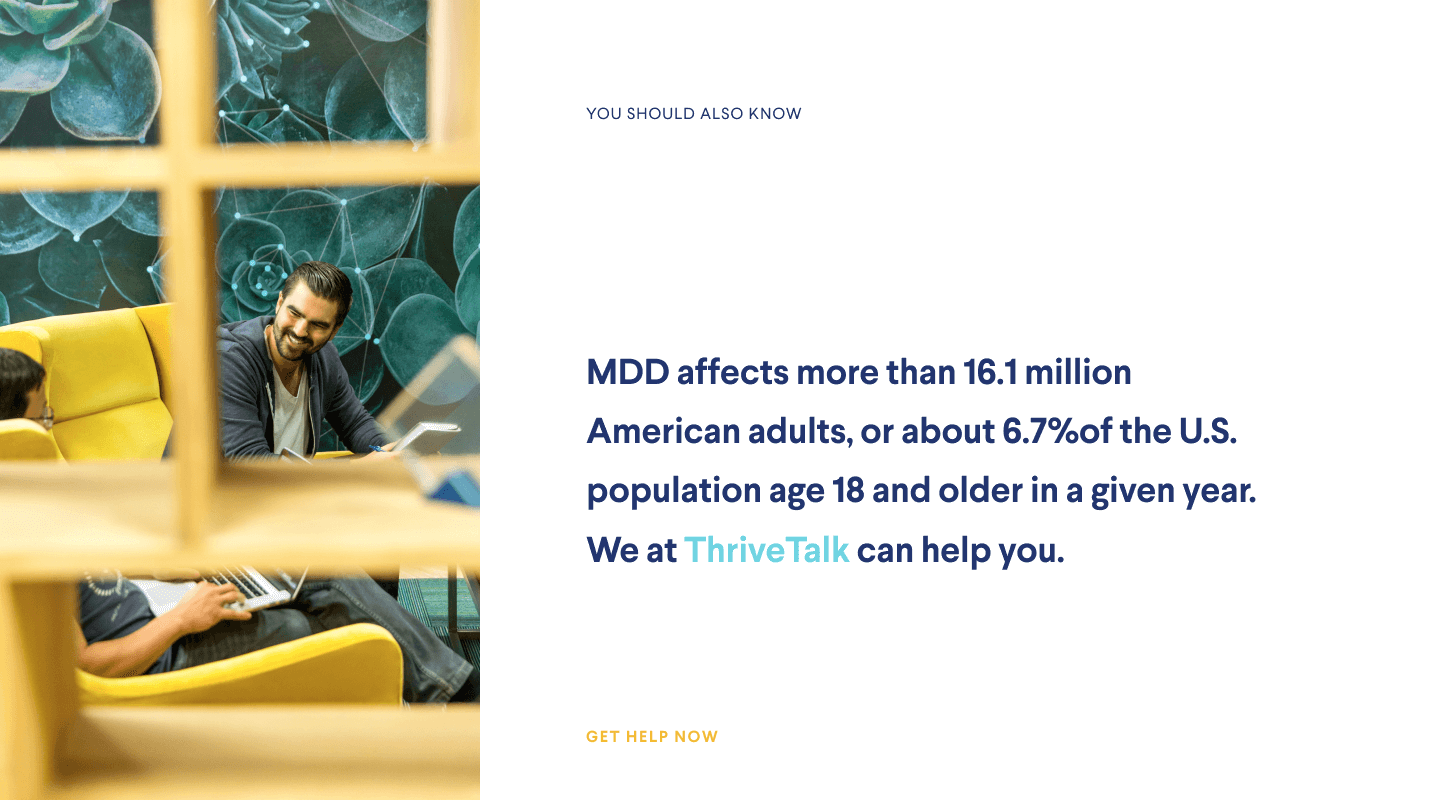 YOU SHOULD ALSO KNOW
MDD affects more than 16.1 million
American adults, or about 6.7%of the U.S.
population age 18 and older in a given year.
We at ThriveTalk can help you.
GET HELP NOW